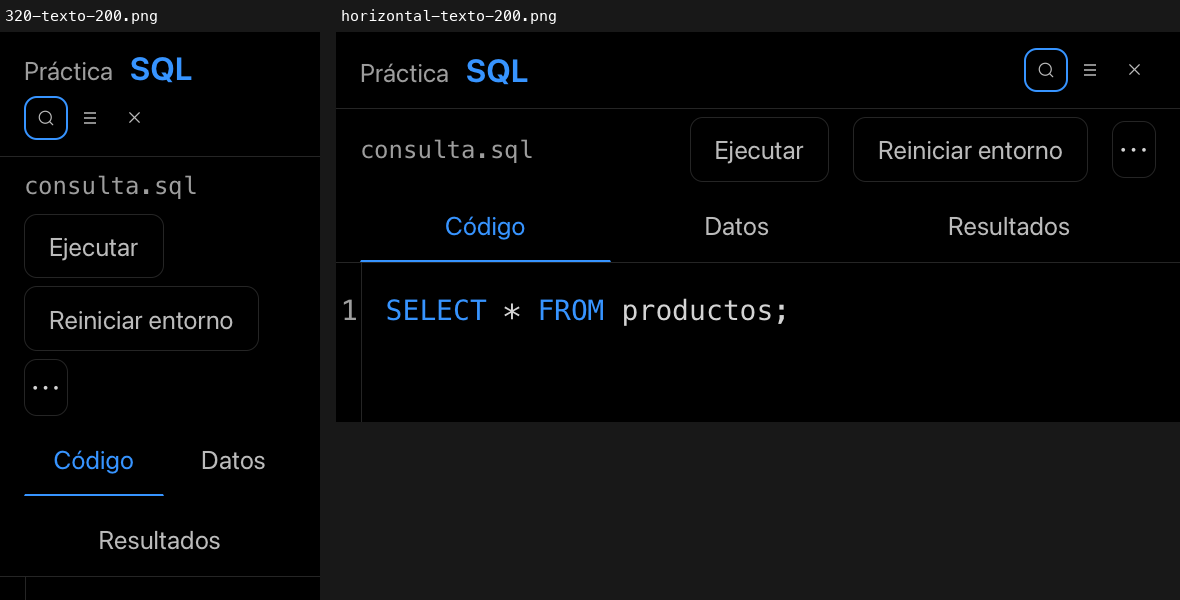 320-texto-200.png
Práctica SQL
consulta.sql
Ejecutar
Reiniciar entorno
...
Código Datos
Resultados
horizontal-texto-200.png
Práctica SQL
consulta.sql Ejecutar Reiniciar entorno ...
Código Datos Resultados
1 SELECT * FROM productos;